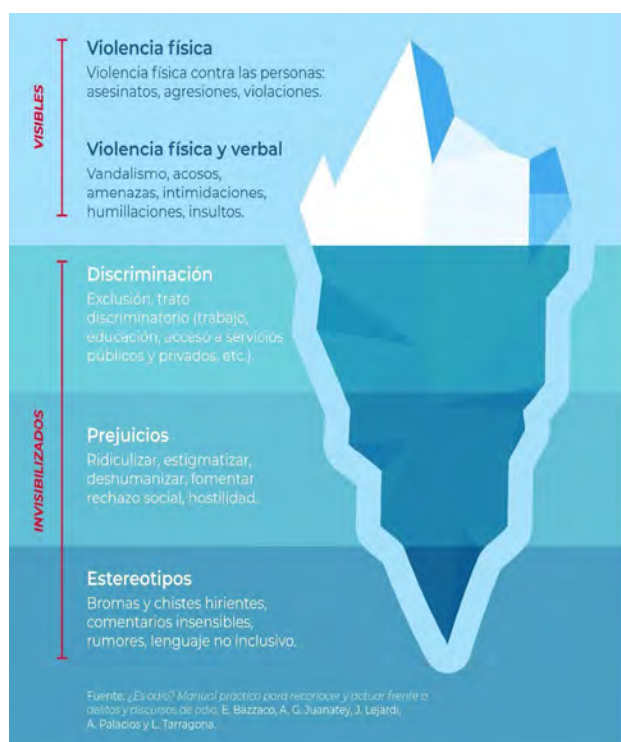 VISIBLES
Violencia física
Violencia física contra las personas:
asesinatos, agresiones, violaciones.
Violencia física y verbal
Vandalismo, acosos,
amenazas, intimidaciones,
humillaciones, insultos.
INVISIBILIZADOS
Discriminación
Exclusión, trato
discriminatorio (trabajo,
educación, acceso a servicios
públicos y privados, etc.).
Prejuicios
Ridiculizar, estigmatizar,
deshumanizar, fomentar
rechazo social, hostilidad.
Estereotipos
Bromas y chistes hirientes,
comentarios insensibles,
rumores, lenguaje no inclusivo.
Fuente: ¿Es odio? Manual práctico para reconocer y actuar frente a
delitos y discursos de odio, E. Bazzaco, A. G. Juanatey, J. Lejardi,
A. Palacios y L. Tarragona.